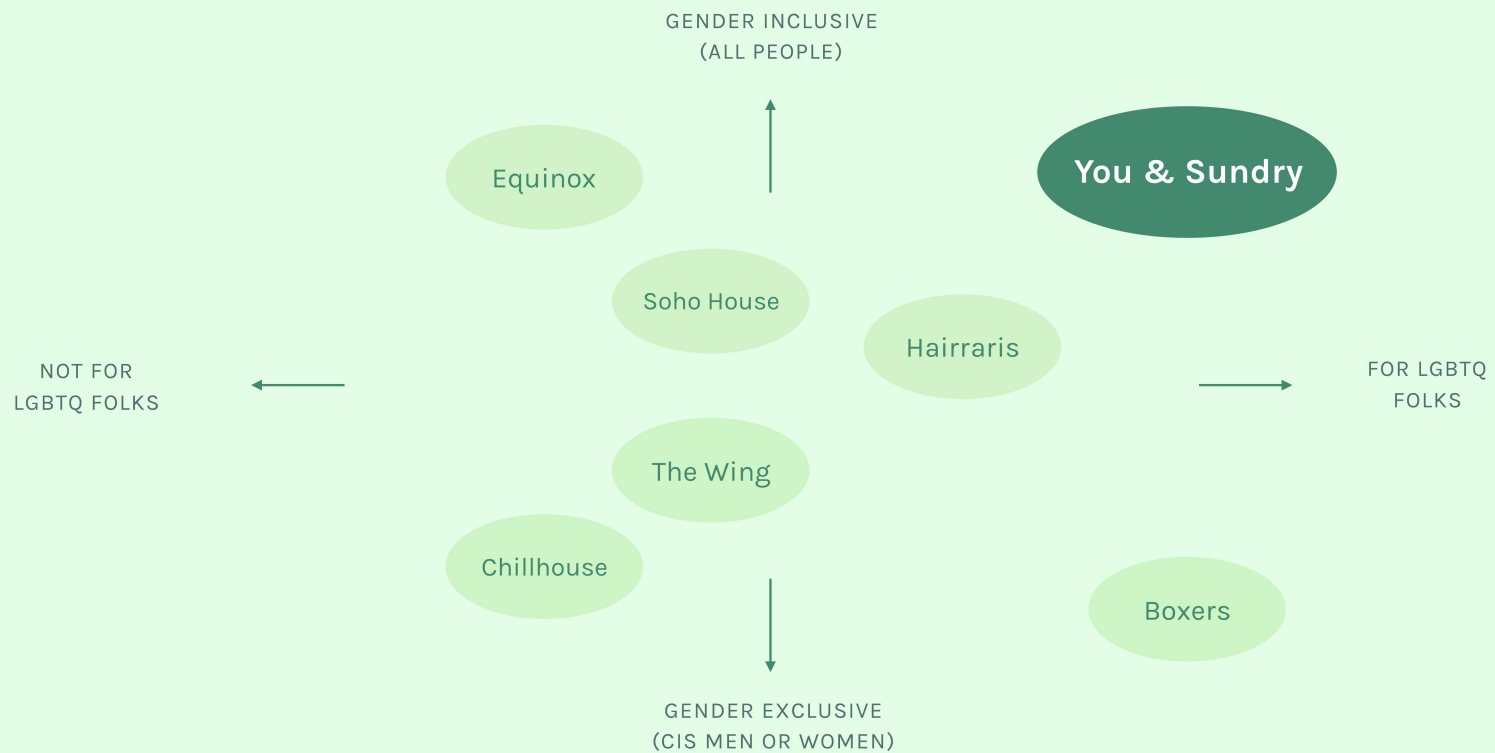 GENDER INCLUSIVE
(ALL PEOPLE)
You & Sundry
Equinox
Soho House
Hairraris
NOT FOR
LGBTQ FOLKS
FOR LGBTQ
FOLKS
The Wing
Chillhouse
Boxers
GENDER EXCLUSIVE
(CIS MEN OR WOMEN)